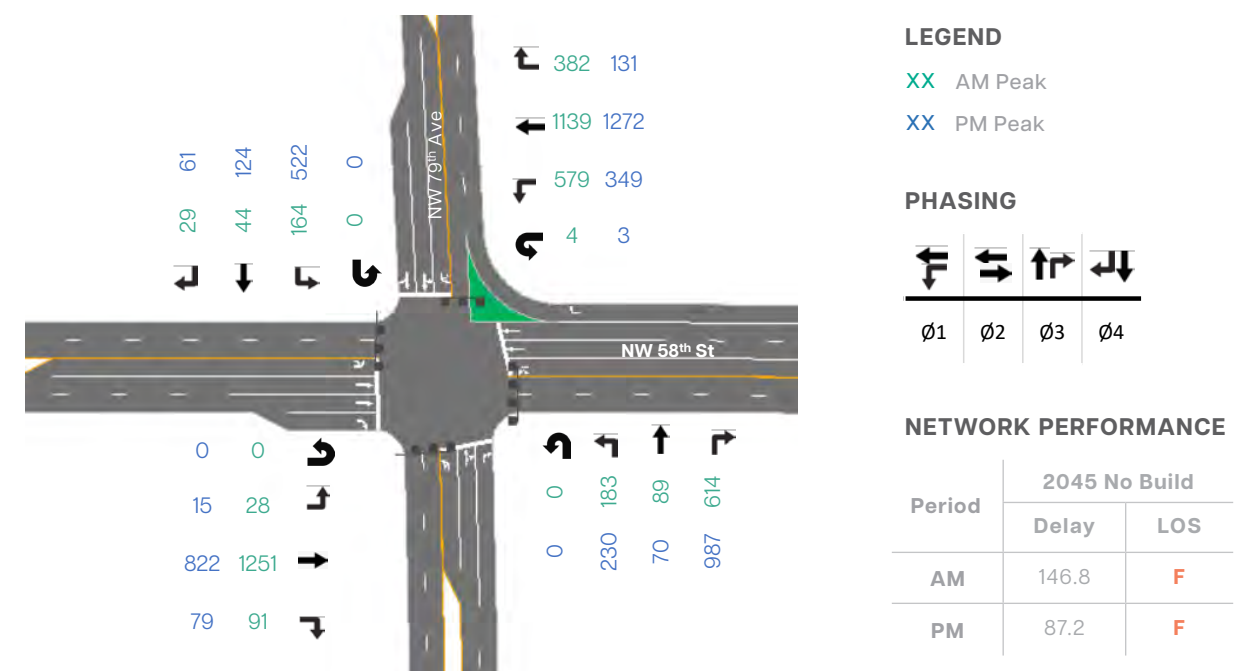 382 131
1139 1272
579 349
4 3
61 124 522 0
29 44 164 0
NW 79th Ave
NW 58th St
0 0
15 28
822 1251
79 91
0 183 89 614
0 230 70 987
LEGEND
XX AM Peak
XX PM Peak
PHASING
Ø1 Ø2 Ø3 Ø4
NETWORK PERFORMANCE
Period 2045 No Build
Delay LOS
AM 146.8 F
PM 87.2 F